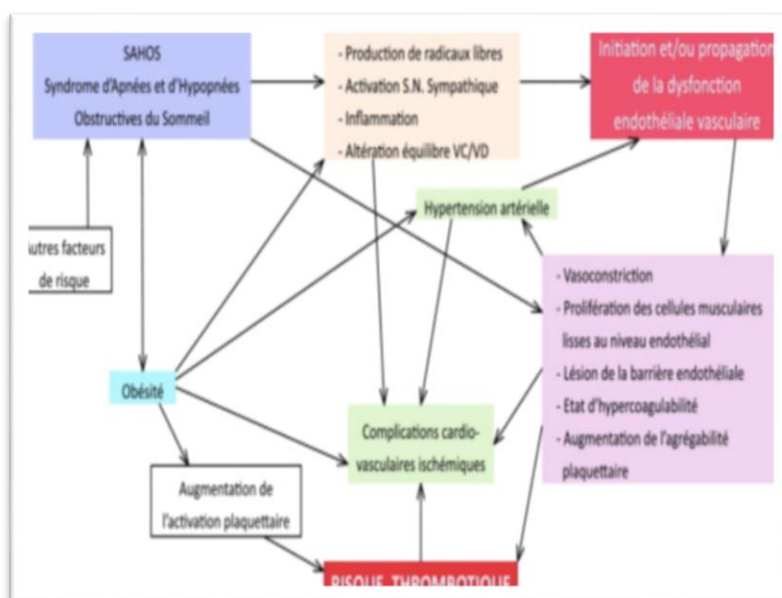 SAHOS
Syndrome d'Apnées et d'Hypopnées
Obstructives du Sommeil
- Production de radicaux libres
- Activation S.N. Sympathique
- Inflammation
- Altération équilibre VC/VD
Initiation et/ou propagation
de la dysfonction
endothéliale vasculaire
Hypertension artérielle
utres facteurs
de risque
- Vasoconstriction
- Prolifération des cellules musculaires
lisses au niveau endothélial
- Lésion de la barrière endothéliale
- Etat d'hypercoagulabilité
- Augmentation de l'agrégabilité
plaquettaire
Obésité
Complications cardio-
vasculaires ischémiques
Augmentation de
l'activation plaquettaire
RISQUE THROMBOTIQUE